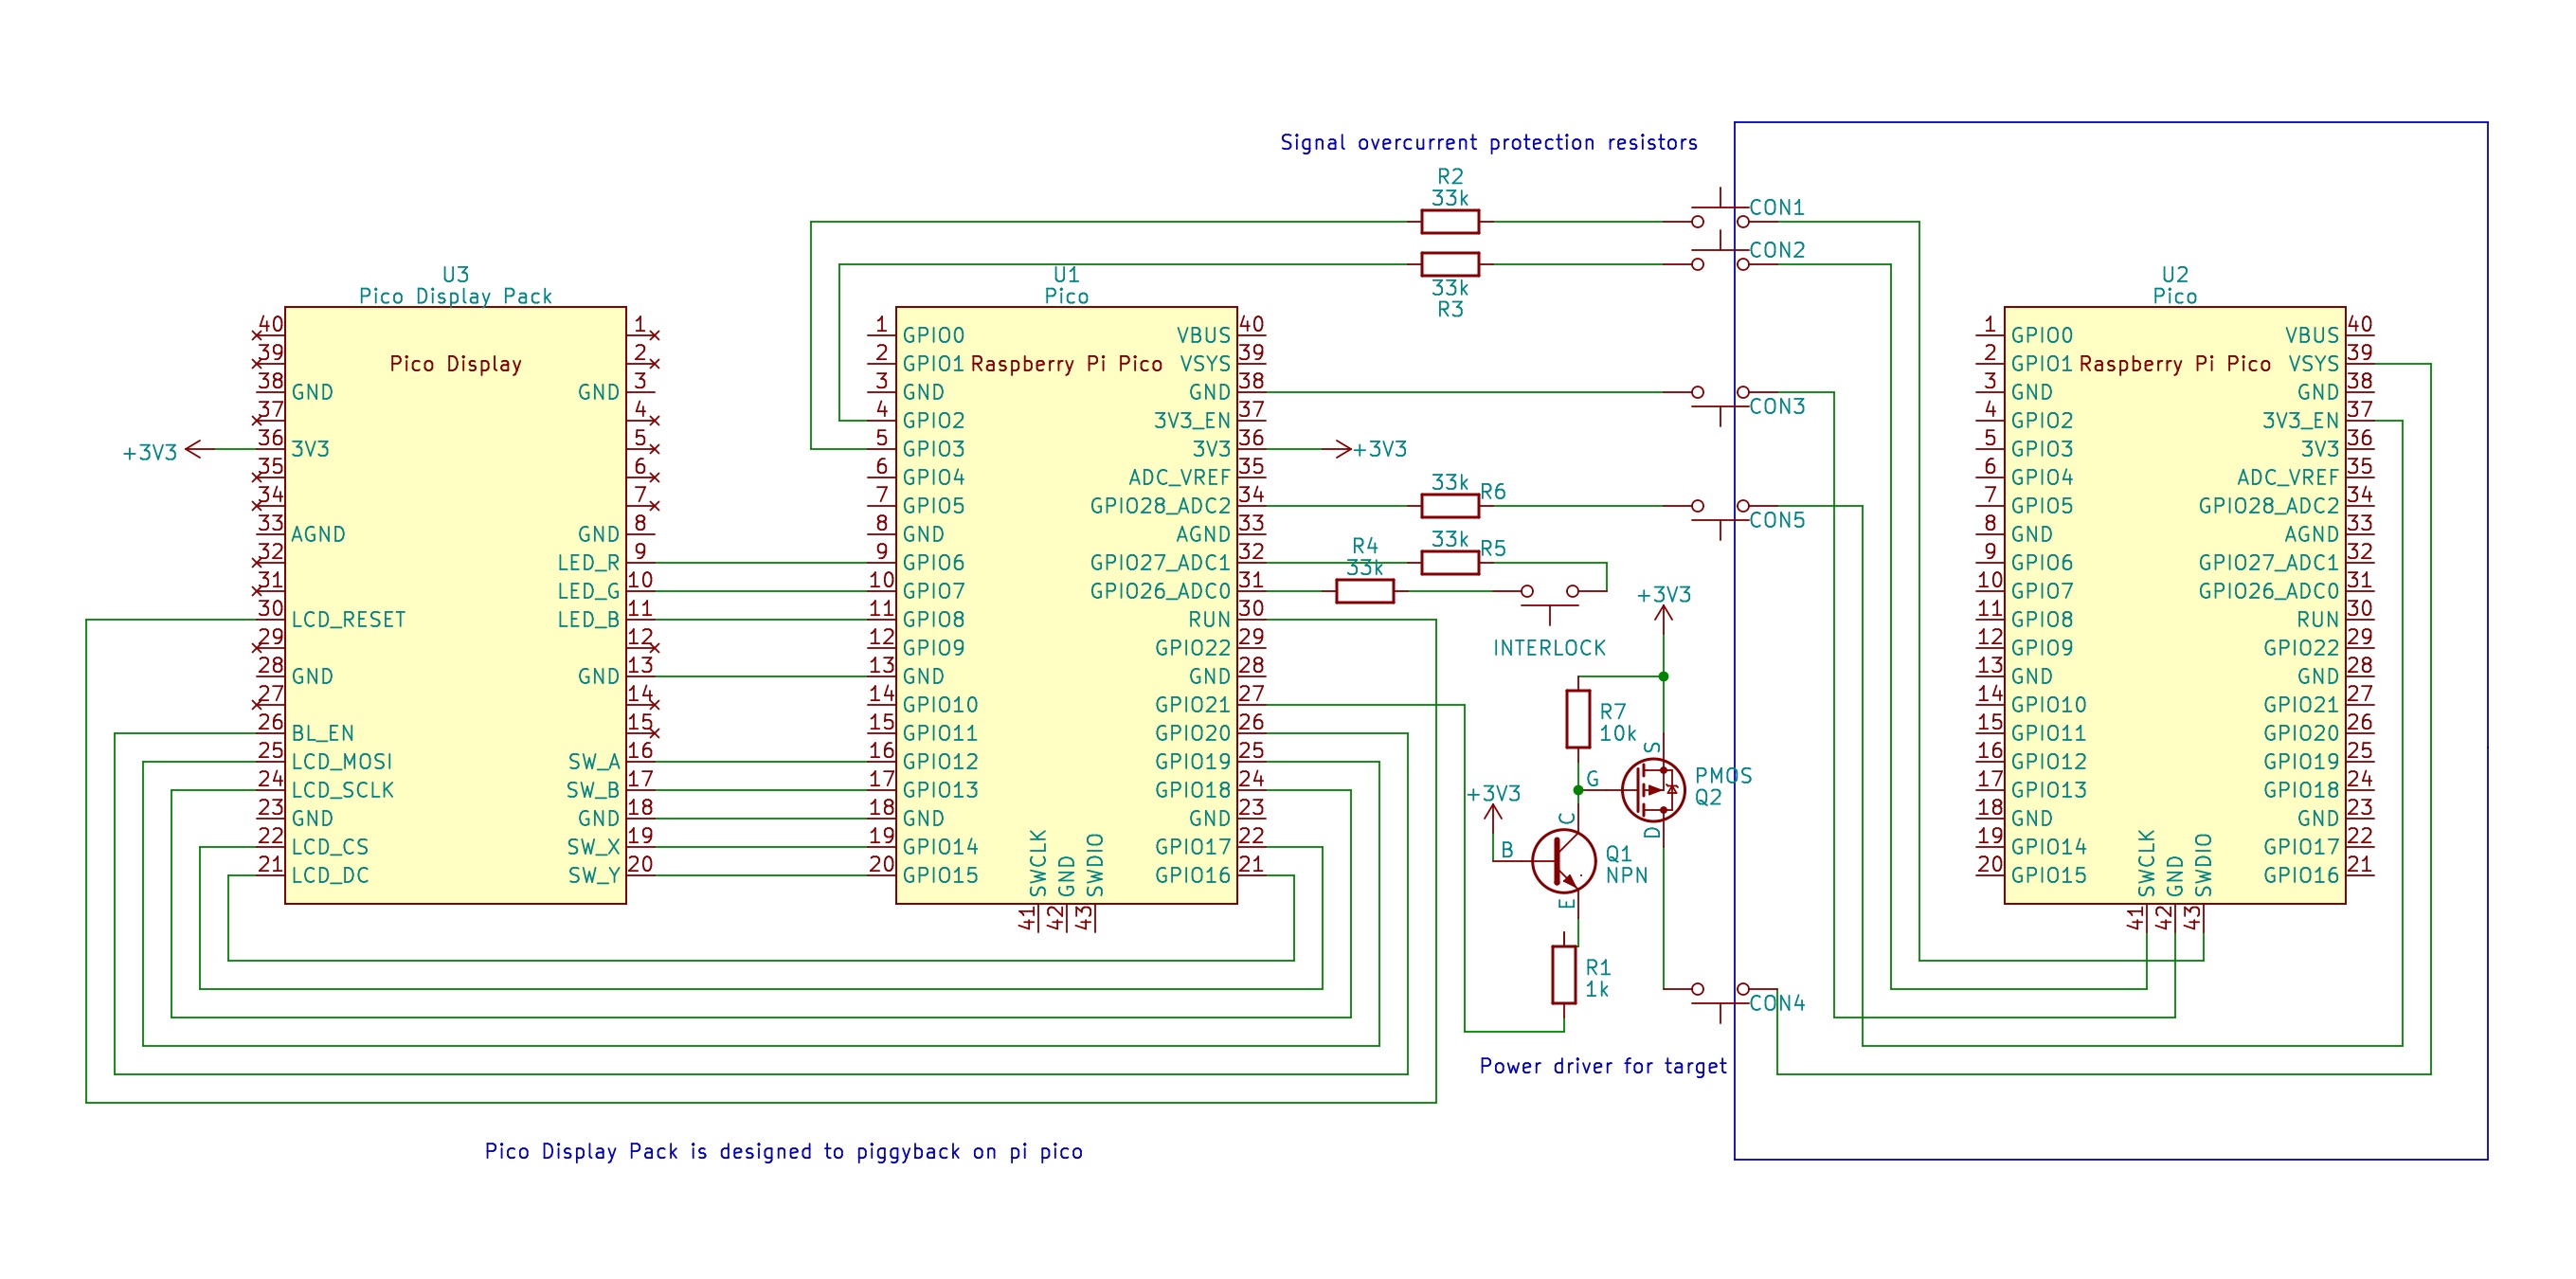 Signal overcurrent protection resistors
R2
33k
CON1
CON2
33k
R3
U3
Pico Display Pack
Pico Display
40
39
38 GND
37
+3V3
36 3V3
35
34
33 AGND
32
31
30 LCD_RESET
29
28 GND
27
26 BL_EN
25 LCD_MOSI
24 LCD_SCLK
23 GND
22 LCD_CS
21 LCD_DC
1
2
GND 3
4
5
6
7
GND 8
LED_R 9
LED_G 10
LED_B 11
12
GND 13
14
15
SW_A 16
SW_B 17
GND 18
SW_X 19
SW_Y 20
U1
Pico
Raspberry Pi Pico
1 GPIO0
2 GPIO1
3 GND
4 GPIO2
5 GPIO3
6 GPIO4
7 GPIO5
8 GND
9 GPIO6
10 GPIO7
11 GPIO8
12 GPIO9
13 GND
14 GPIO10
15 GPIO11
16 GPIO12
17 GPIO13
18 GND
19 GPIO14
20 GPIO15
VBUS 40
VSYS 39
GND 38
3V3_EN 37
3V3 36
ADC_VREF 35
GPIO28_ADC2 34
AGND 33
GPIO27_ADC1 32
GPIO26_ADC0 31
RUN 30
GPIO22 29
GND 28
GPIO21 27
GPIO20 26
GPIO19 25
GPIO18 24
GND 23
GPIO17 22
GPIO16 21
SWCLK 41
GND 42
SWDIO 43
CON3
+3V3
33k R6
CON5
33k R5
R4
33k
INTERLOCK
+3V3
R7
10k
S
G
D
PMOS
Q2
+3V3
C
B
E
Q1
NPN
R1
1k
CON4
Power driver for target
U2
Pico
Raspberry Pi Pico
1 GPIO0
2 GPIO1
3 GND
4 GPIO2
5 GPIO3
6 GPIO4
7 GPIO5
8 GND
9 GPIO6
10 GPIO7
11 GPIO8
12 GPIO9
13 GND
14 GPIO10
15 GPIO11
16 GPIO12
17 GPIO13
18 GND
19 GPIO14
20 GPIO15
VBUS 40
VSYS 39
GND 38
3V3_EN 37
3V3 36
ADC_VREF 35
GPIO28_ADC2 34
AGND 33
GPIO27_ADC1 32
GPIO26_ADC0 31
RUN 30
GPIO22 29
GND 28
GPIO21 27
GPIO20 26
GPIO19 25
GPIO18 24
GND 23
GPIO17 22
GPIO16 21
SWCLK 41
GND 42
SWDIO 43
Pico Display Pack is designed to piggyback on pi pico